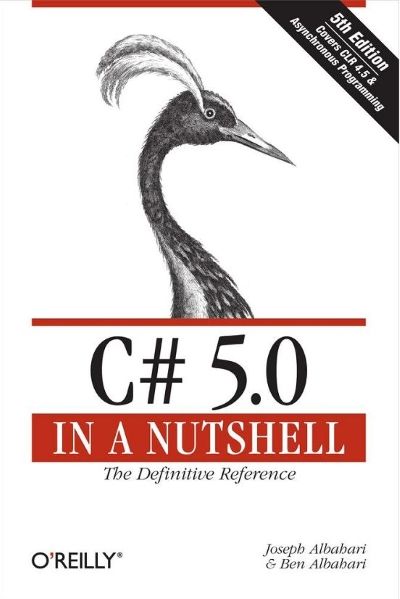 5th Edition
Covers CLR 4.5 &
Asynchronous Programming
C# 5.0
IN A NUTSHELL
The Definitive Reference
O'REILLY®
Joseph Albahari
& Ben Albahari